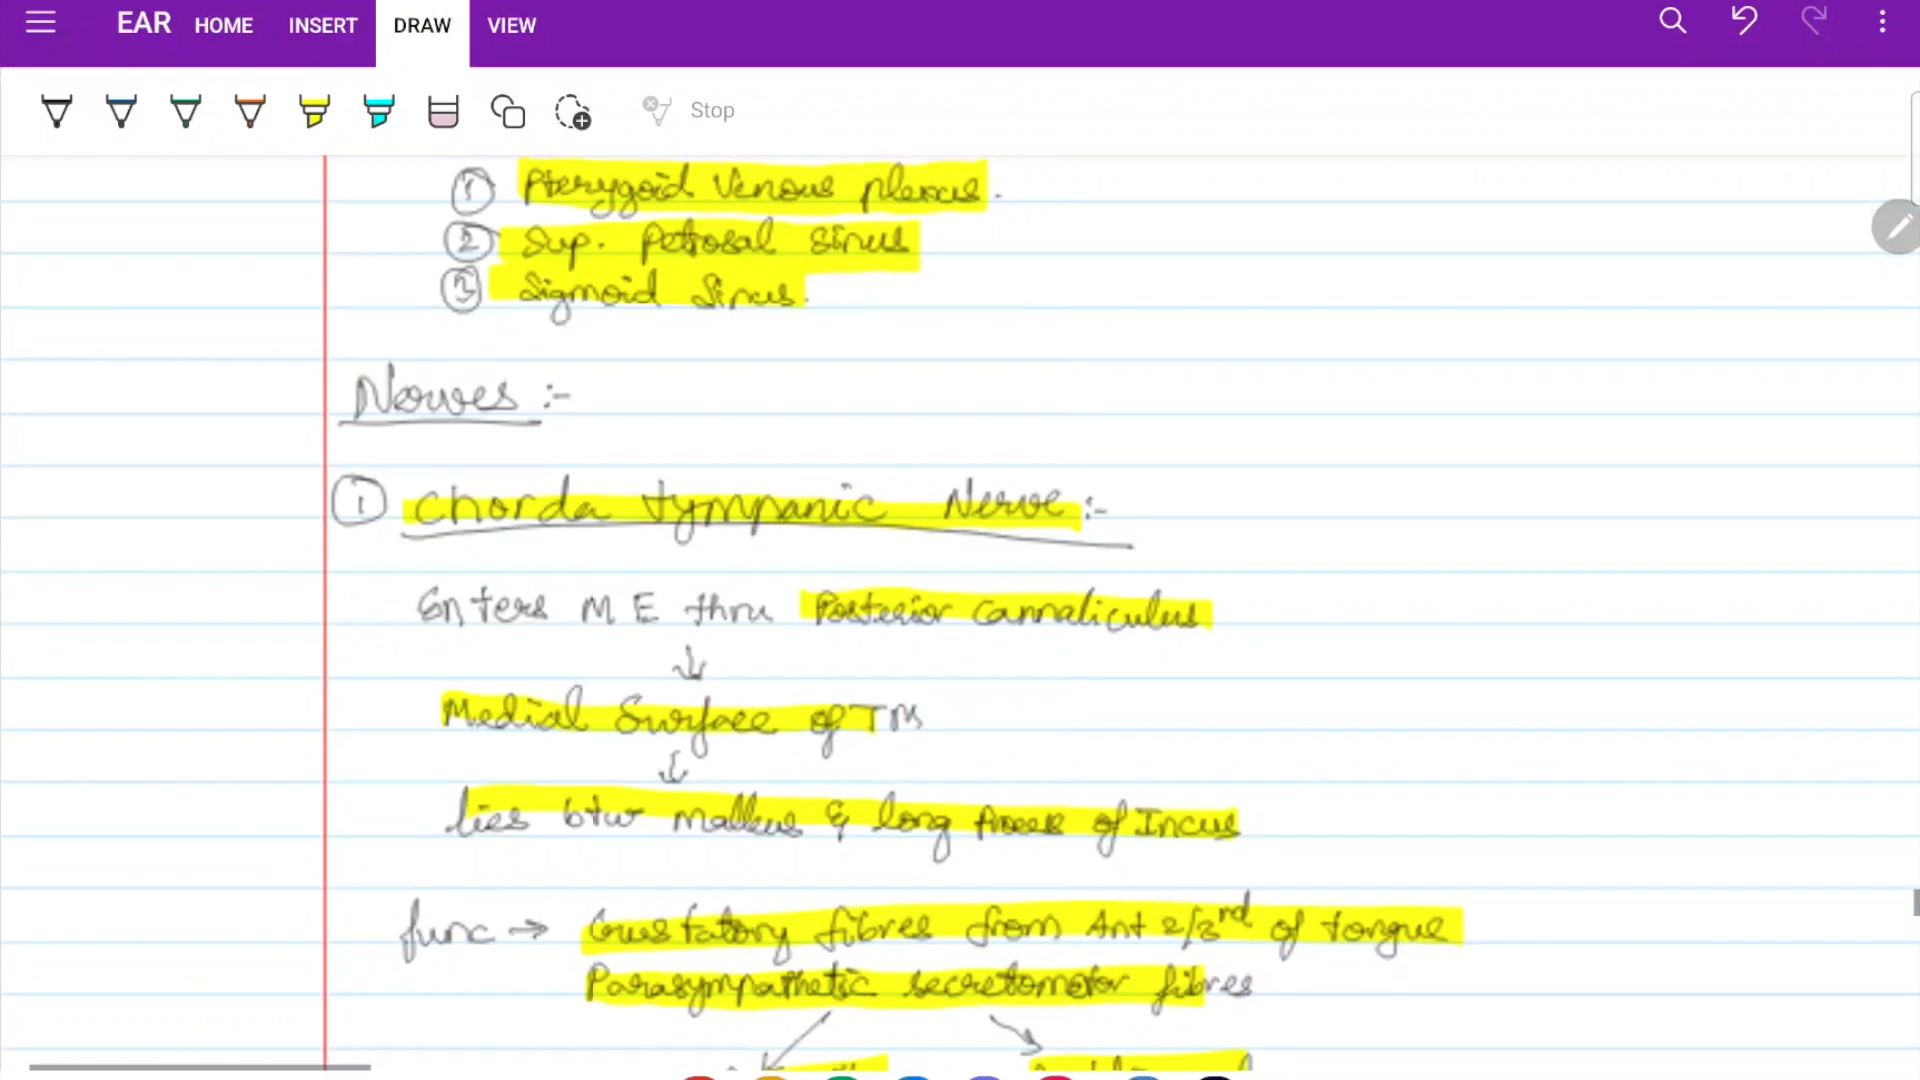 EAR HOME INSERT DRAW VIEW
Stop
① Pterygoid Venous plexus.
② Sup. Petrosal sinus
③ Sigmoid Sinus.
Nerves :-
① Chorda tympanic Nerve :-
Enters M E thru Posterior cannaliculus
↓
Medial Surface of TM
↓
lies btw malleus & long Process of Incus
func → Gustatory fibres from Ant 2/3rd of tongue
Parasympathetic secretomotor fibres